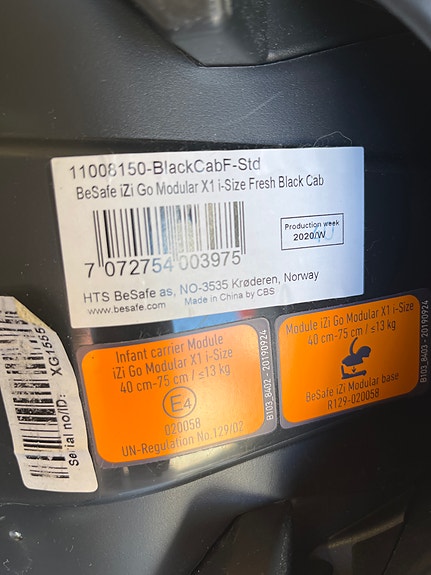 11008150-BlackCabF-Std
BeSafe iZi Go Modular X1 i-Size Fresh Black Cab
Production week
2020/W
7 072754 003975
HTS BeSafe as, NO-3535 Krøderen, Norway
www.besafe.com Made in China by CBS
Serial no/ID:
Infant carrier Module
iZi Go Modular X1 i-Size
40 cm-75 cm / ≤13 kg
E4
020058
UN-Regulation No.129/02
B103_8402 - 20190924
Module iZi Go Modular X1 i-Size
40 cm-75 cm / ≤13 kg
BeSafe iZi Modular base
R129-020058
B103_8403 - 20190924